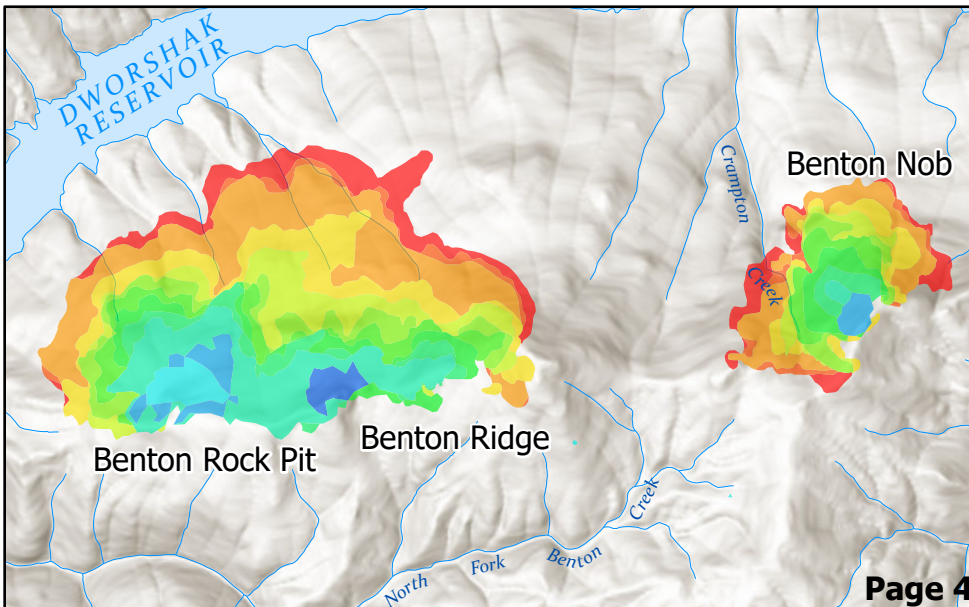 DWORSHAK
RESERVOIR
Crampton
Creek
Benton Nob
Benton Rock Pit
Benton Ridge
North Fork Benton Creek
Page 4